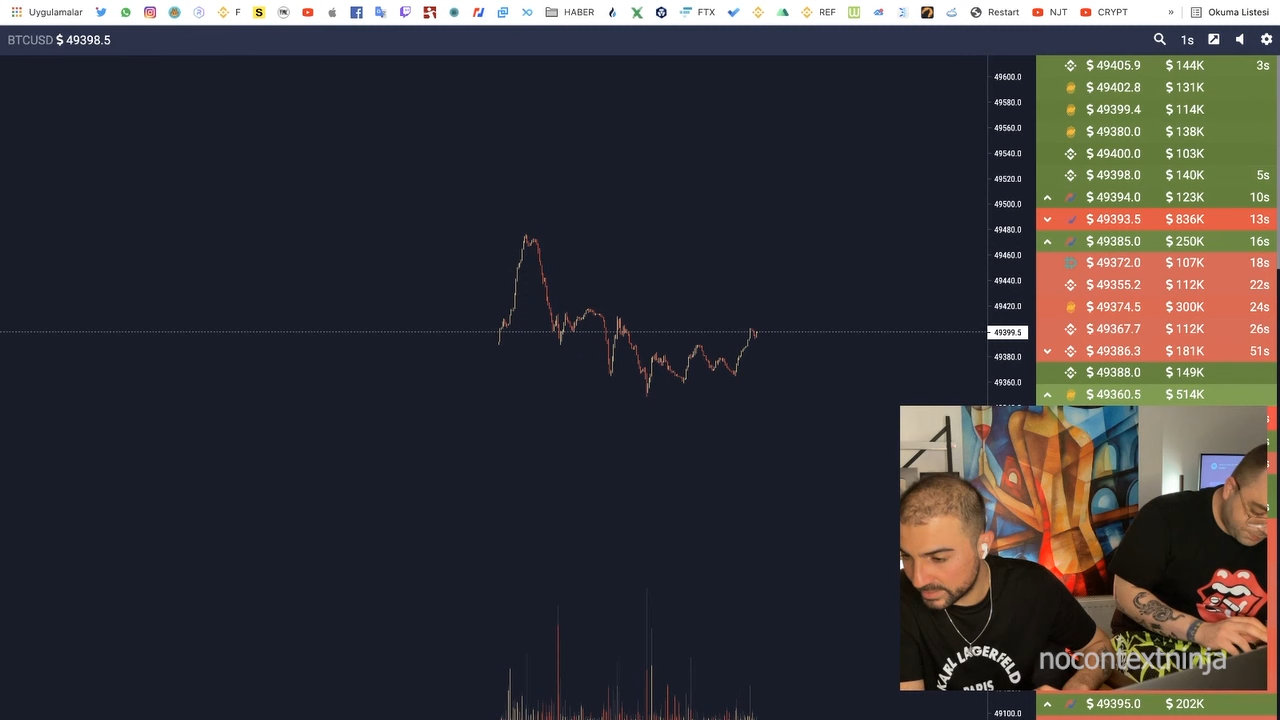 Uygulamalar F S HABER FTX REF Restart NJT CRYPT » Okuma Listesi
BTCUSD $ 49398.5 1s
49600.0
49580.0
49560.0
49540.0
49520.0
49500.0
49480.0
49460.0
49440.0
49420.0
49399.5
49380.0
49360.0
49100.0
$ 49405.9 $ 144K 3s
$ 49402.8 $ 131K
$ 49399.4 $ 114K
$ 49380.0 $ 138K
$ 49400.0 $ 103K
$ 49398.0 $ 140K 5s
$ 49394.0 $ 123K 10s
$ 49393.5 $ 836K 13s
$ 49385.0 $ 250K 16s
$ 49372.0 $ 107K 18s
$ 49355.2 $ 112K 22s
$ 49374.5 $ 300K 24s
$ 49367.7 $ 112K 26s
$ 49386.3 $ 181K 51s
$ 49388.0 $ 149K
$ 49360.5 $ 514K
KARL LAGERFELD
PARIS
nocontextninja
$ 49395.0 $ 202K